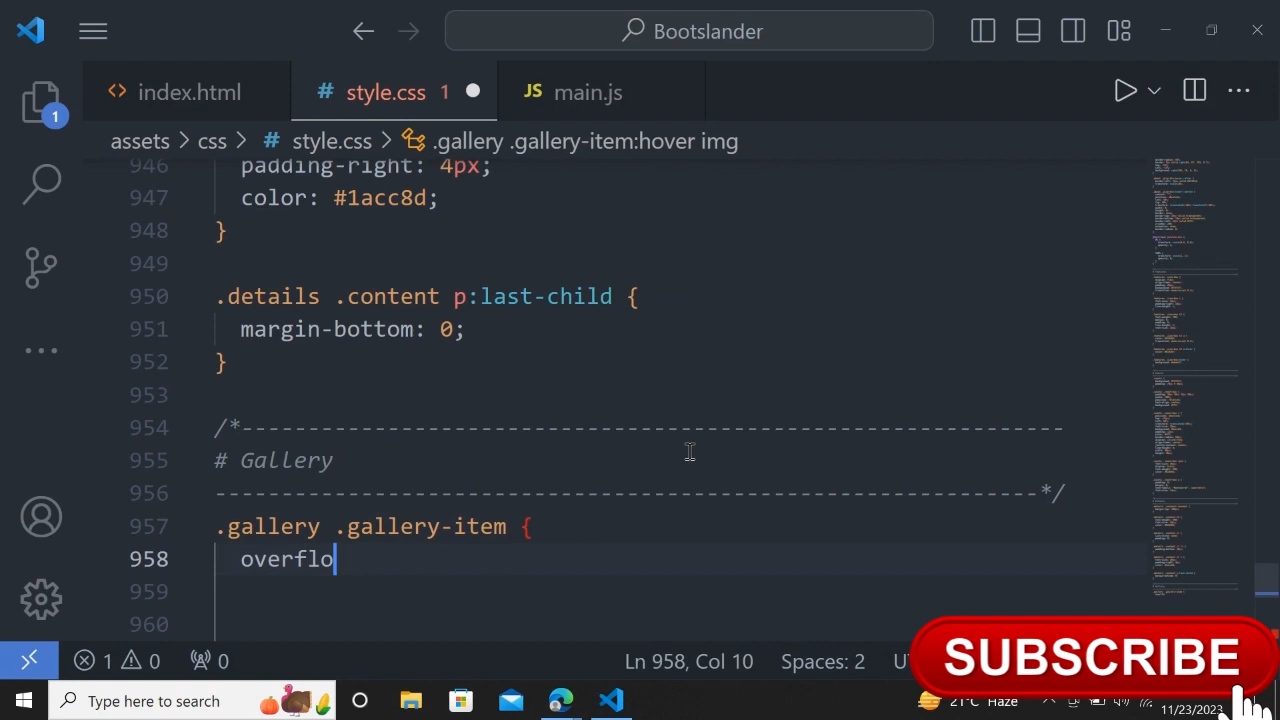 Bootslander
index.html
style.css 1
main.js
1
assets > css > # style.css > .gallery .gallery-item:hover img
946 padding-right: 4px;
947 color: #1acc8d;
948 }
949
950 .details .content p:last-child {
951 margin-bottom: 0;
952 }
953
954 /*--------------------------------------------------------------
955 # Gallery
956 --------------------------------------------------------------*/
957 .gallery .gallery-item {
958 overflo
959
960
1 0 0
Ln 958, Col 10 Spaces: 2
SUBSCRIBE
Type here to search
21°C Haze
11/23/2023